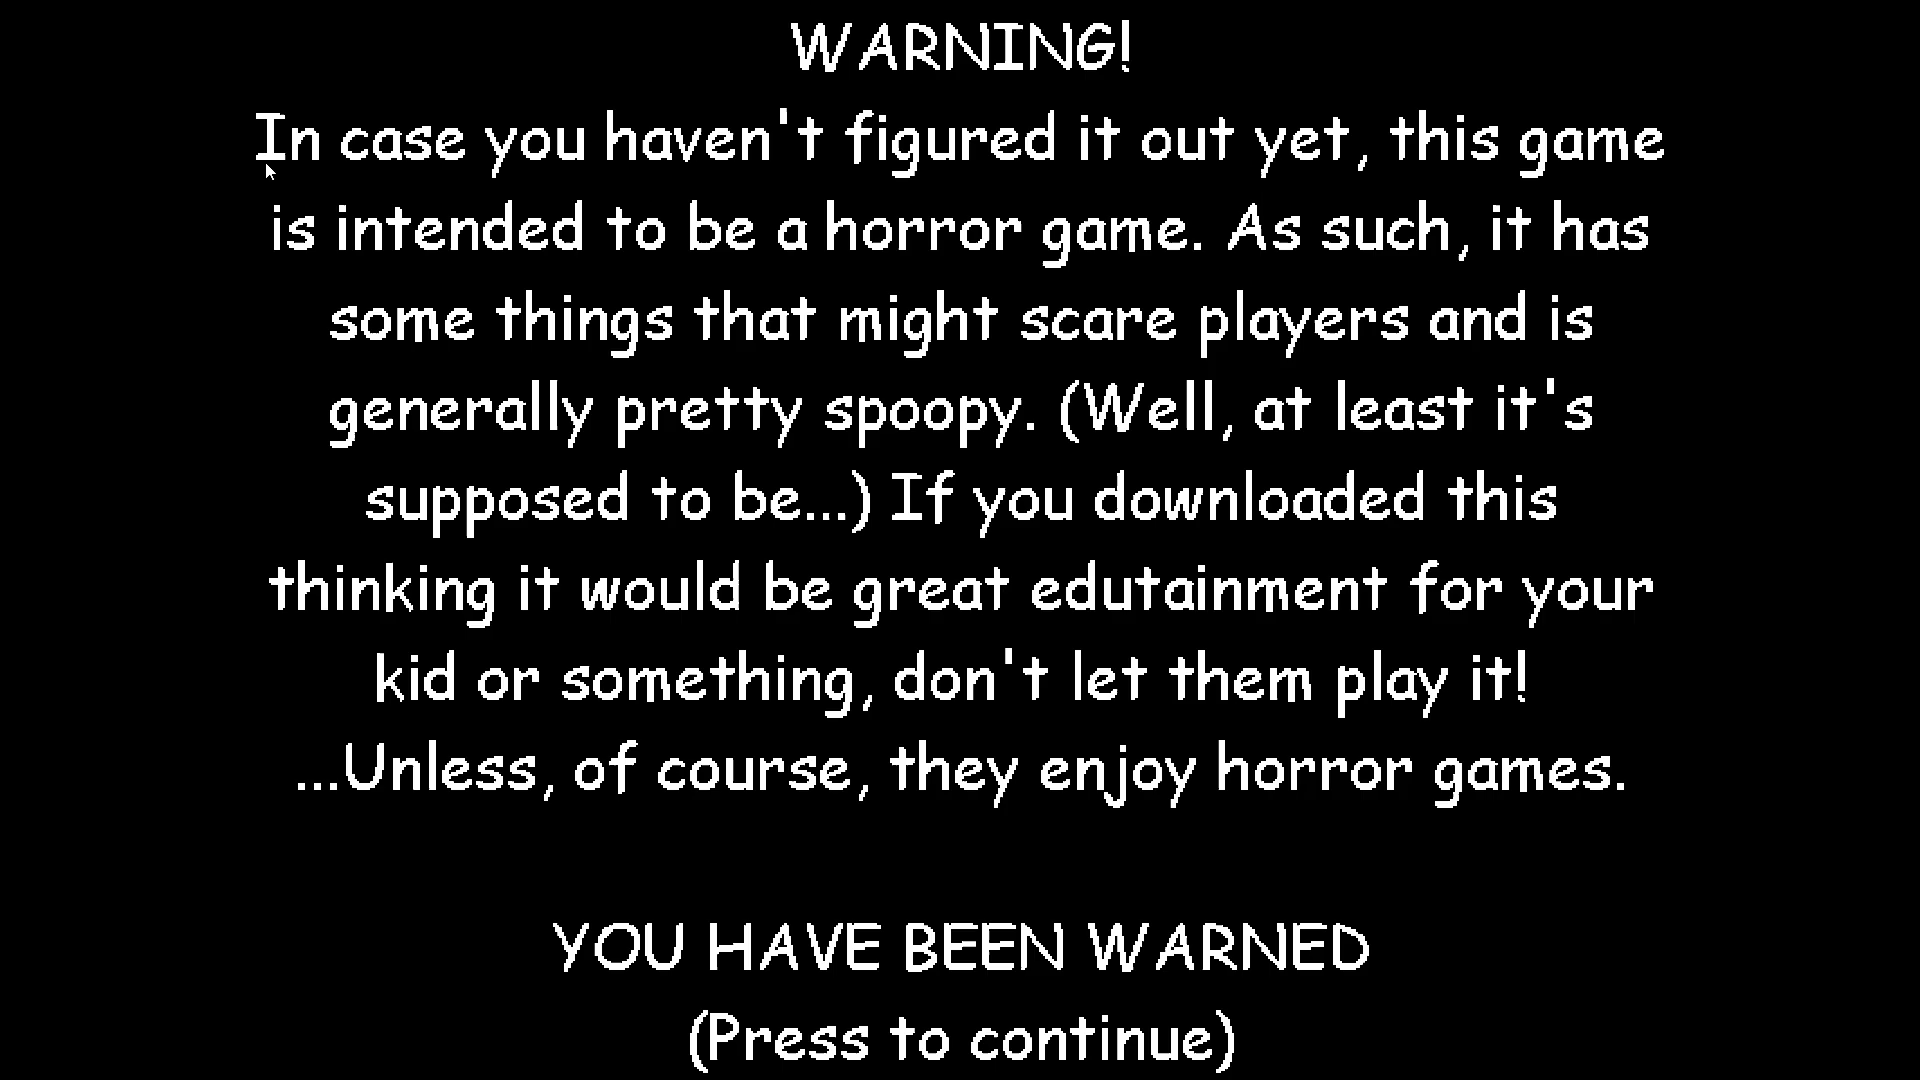 WARNING!
In case you haven't figured it out yet, this game
is intended to be a horror game. As such, it has
some things that might scare players and is
generally pretty spoopy. (Well, at least it's
supposed to be...) If you downloaded this
thinking it would be great edutainment for your
kid or something, don't let them play it!
...Unless, of course, they enjoy horror games.
YOU HAVE BEEN WARNED
(Press to continue)